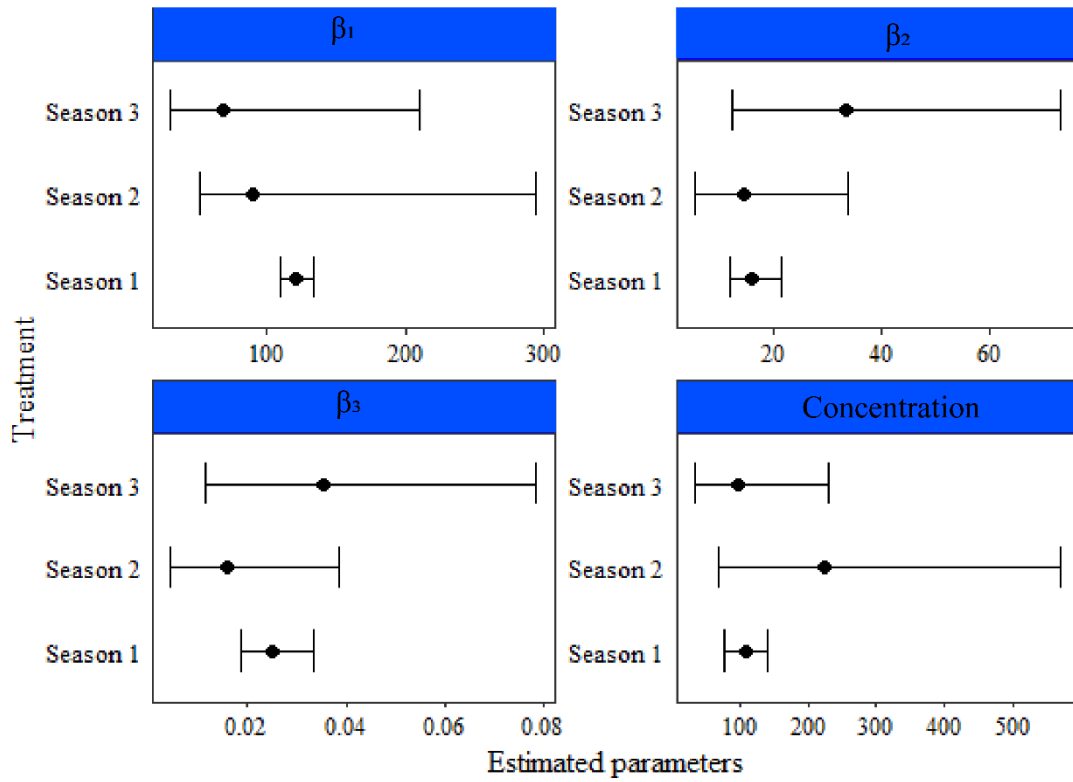 β₁
β₂
Season 3
Season 2
Season 1
100 200 300
Season 3
Season 2
Season 1
20 40 60
Treatment
β₃
Concentration
Season 3
Season 2
Season 1
0.02 0.04 0.06 0.08
Season 3
Season 2
Season 1
100 200 300 400 500
Estimated parameters